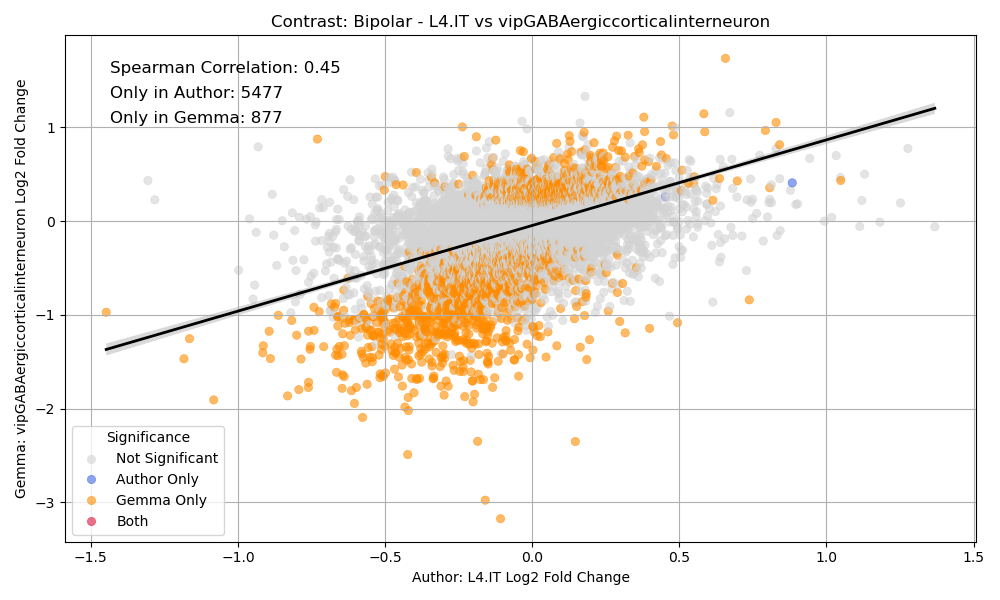 Contrast: Bipolar - L4.IT vs vipGABAergiccorticalinterneuron
Spearman Correlation: 0.45
Only in Author: 5477
Only in Gemma: 877
Gemma: vipGABAergiccorticalinterneuron Log2 Fold Change
1
0
−1
−2
−3
Significance
Not Significant
Author Only
Gemma Only
Both
−1.5 −1.0 −0.5 0.0 0.5 1.0 1.5
Author: L4.IT Log2 Fold Change